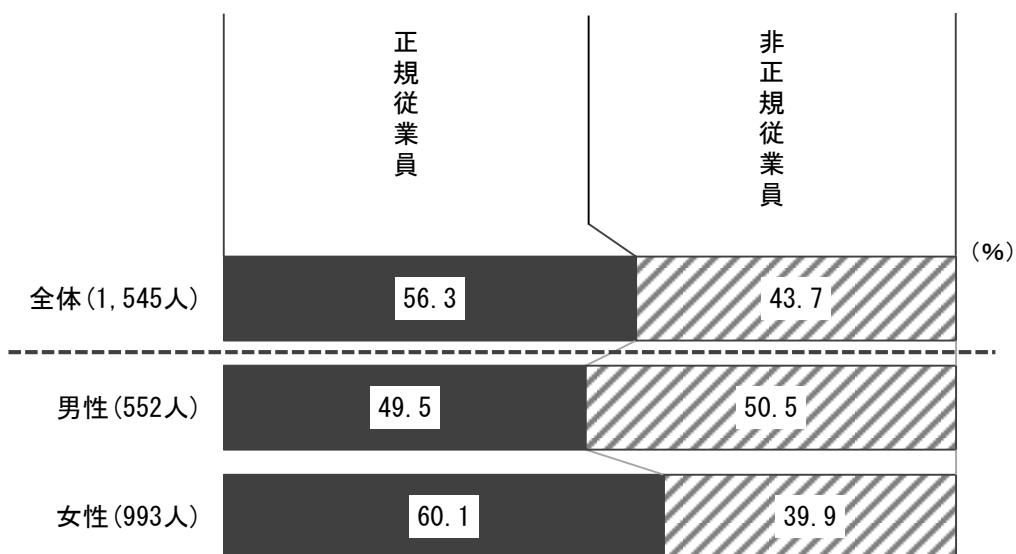 正規従業員
非正規従業員
(%)
全体(1,545人)
56.3
43.7
男性(552人)
49.5
50.5
女性(993人)
60.1
39.9